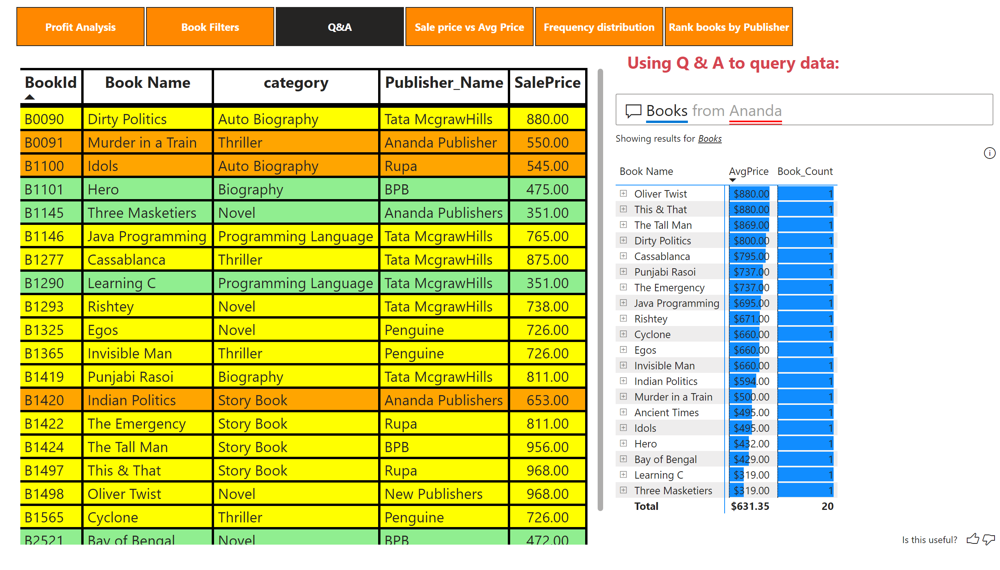 Profit Analysis Book Filters Q&A Sale price vs Avg Price Frequency distribution Rank books by Publisher
BookId Book Name category Publisher_Name SalePrice
B0090 Dirty Politics Auto Biography Tata McgrawHills 880.00
B0091 Murder in a Train Thriller Ananda Publisher 550.00
B1100 Idols Auto Biography Rupa 545.00
B1101 Hero Biography BPB 475.00
B1145 Three Masketiers Novel Ananda Publishers 351.00
B1146 Java Programming Programming Language Tata McgrawHills 765.00
B1277 Cassablanca Thriller Tata McgrawHills 875.00
B1290 Learning C Programming Language Tata McgrawHills 351.00
B1293 Rishtey Novel Tata McgrawHills 738.00
B1325 Egos Novel Penguine 726.00
B1365 Invisible Man Thriller Penguine 726.00
B1419 Punjabi Rasoi Biography Tata McgrawHills 811.00
B1420 Indian Politics Story Book Ananda Publishers 653.00
B1422 The Emergency Story Book Rupa 811.00
B1424 The Tall Man Story Book BPB 956.00
B1497 This & That Story Book Rupa 968.00
B1498 Oliver Twist Novel New Publishers 968.00
B1565 Cyclone Thriller Penguine 726.00
B2521 Bay of Bengal Novel BPB 472.00
Using Q & A to query data:
Books from Ananda
Showing results for Books
Book Name AvgPrice Book_Count
Oliver Twist $880.00 1
This & That $880.00 1
The Tall Man $869.00 1
Dirty Politics $800.00 1
Cassablanca $795.00 1
Punjabi Rasoi $737.00 1
The Emergency $737.00 1
Java Programming $695.00 1
Rishtey $671.00 1
Cyclone $660.00 1
Egos $660.00 1
Invisible Man $660.00 1
Indian Politics $594.00 1
Murder in a Train $500.00 1
Ancient Times $495.00 1
Idols $495.00 1
Hero $432.00 1
Bay of Bengal $429.00 1
Learning C $319.00 1
Three Masketiers $319.00 1
Total $631.35 20
Is this useful?